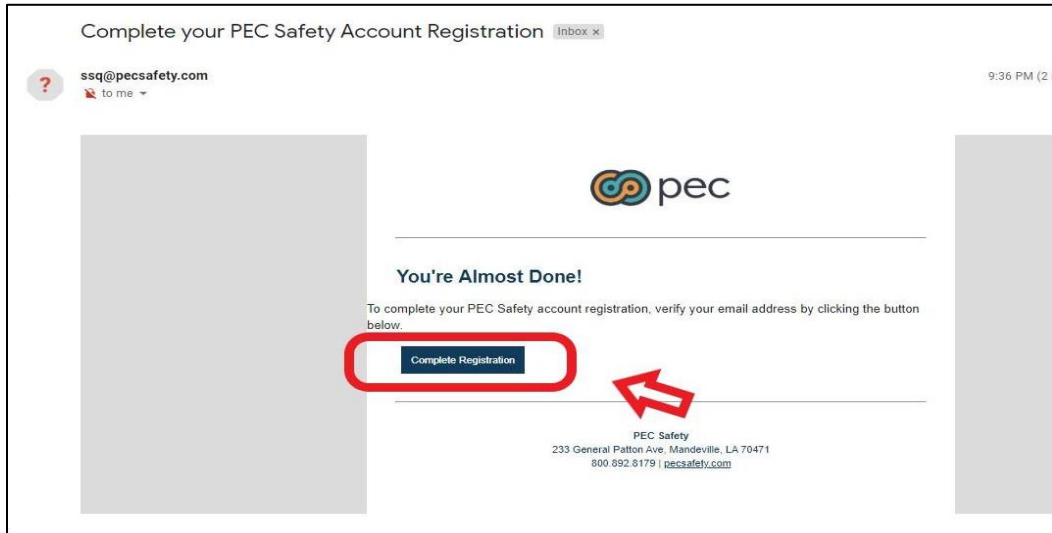 Complete your PEC Safety Account Registration Inbox x
ssq@pecsafety.com 9:36 PM (2
to me
pec
You're Almost Done!
To complete your PEC Safety account registration, verify your email address by clicking the button
below.
Complete Registration
PEC Safety
233 General Patton Ave, Mandeville, LA 70471
800.892.8179 | pecsafety.com